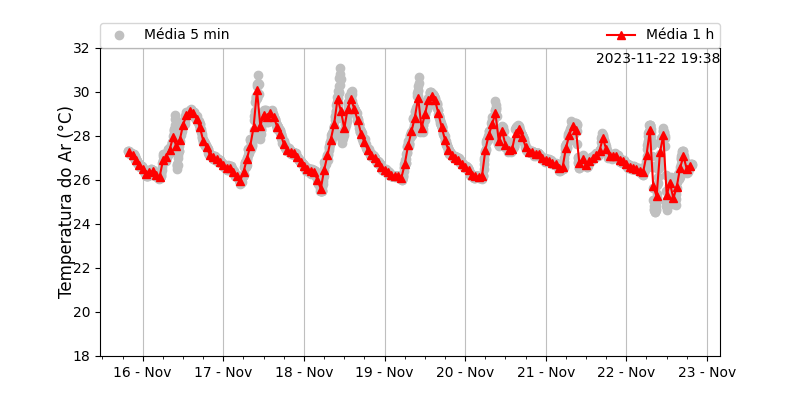 Média 5 min
Média 1 h
2023-11-22 19:38
Temperatura do Ar (°C)
32
30
28
26
24
22
20
18
16 - Nov
17 - Nov
18 - Nov
19 - Nov
20 - Nov
21 - Nov
22 - Nov
23 - Nov